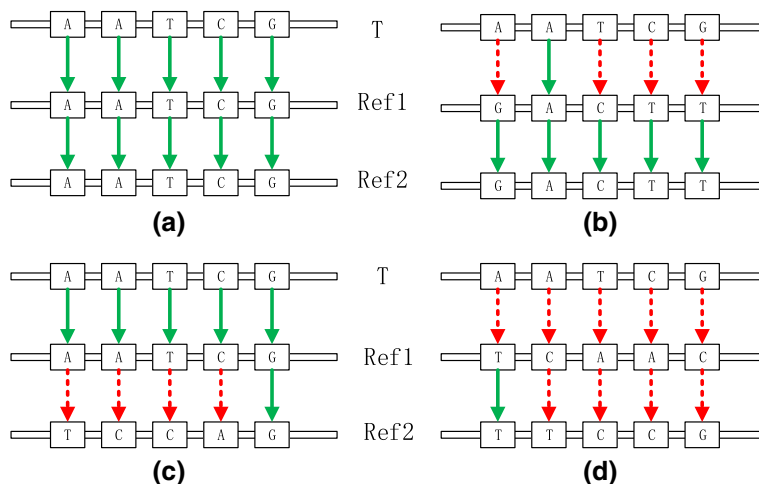 A A T C G T A A T C G
A A T C G Ref1 G A C T T
A A T C G Ref2 G A C T T
(a) (b)
A A T C G T A A T C G
A A T C G Ref1 T C A A C
T C C A G Ref2 T T C C G
(c) (d)